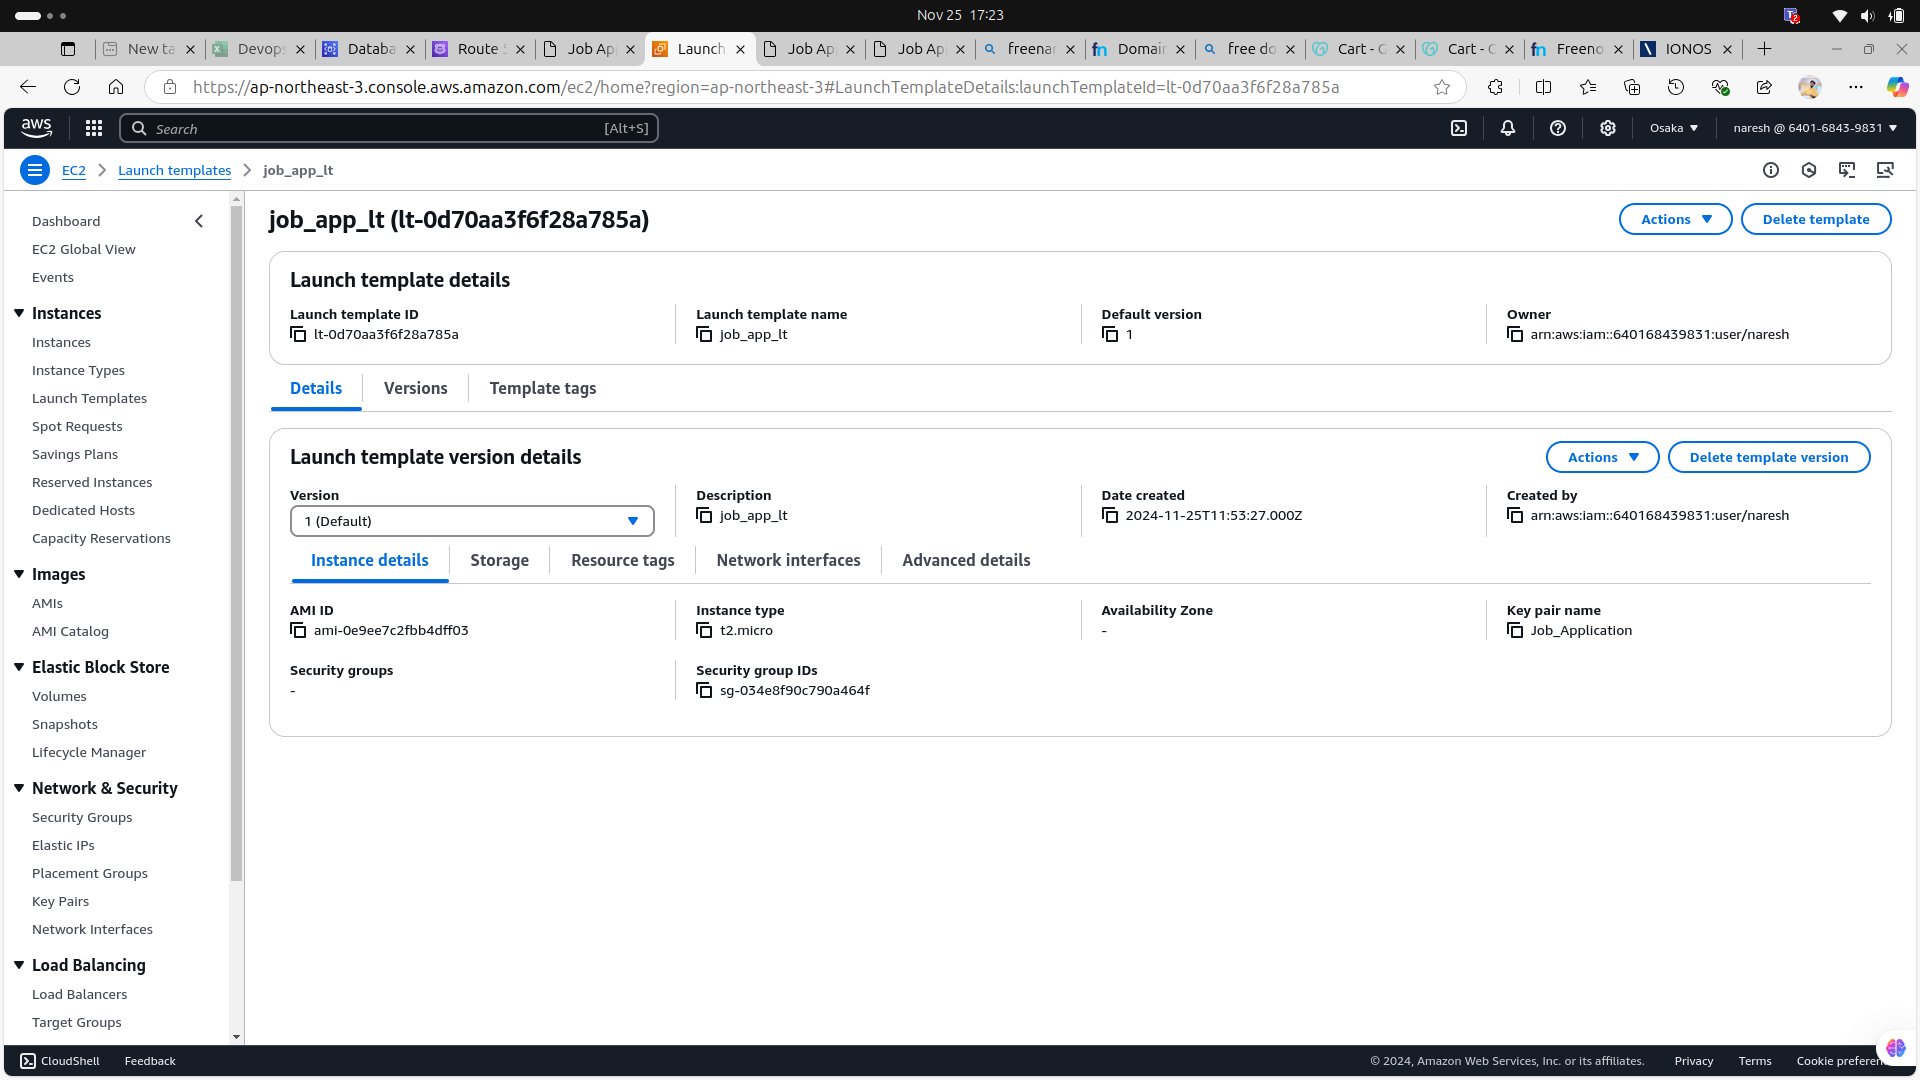 Nov 25 17:23
New ta
Devops
Databa
Route
Job Ap
Launch
Job Ap
Job Ap
freenar
Domair
free do
Cart - G
Cart - G
Freeno
IONOS
https://ap-northeast-3.console.aws.amazon.com/ec2/home?region=ap-northeast-3#LaunchTemplateDetails:launchTemplateId=lt-0d70aa3f6f28a785a
aws
Search
[Alt+S]
Osaka
naresh @ 6401-6843-9831
EC2
Launch templates
job_app_lt
Dashboard
EC2 Global View
Events
Instances
Instances
Instance Types
Launch Templates
Spot Requests
Savings Plans
Reserved Instances
Dedicated Hosts
Capacity Reservations
Images
AMIs
AMI Catalog
Elastic Block Store
Volumes
Snapshots
Lifecycle Manager
Network & Security
Security Groups
Elastic IPs
Placement Groups
Key Pairs
Network Interfaces
Load Balancing
Load Balancers
Target Groups
job_app_lt (lt-0d70aa3f6f28a785a)
Actions
Delete template
Launch template details
Launch template ID
lt-0d70aa3f6f28a785a
Launch template name
job_app_lt
Default version
1
Owner
arn:aws:iam::640168439831:user/naresh
Details
Versions
Template tags
Launch template version details
Actions
Delete template version
Version
1 (Default)
Description
job_app_lt
Date created
2024-11-25T11:53:27.000Z
Created by
arn:aws:iam::640168439831:user/naresh
Instance details
Storage
Resource tags
Network interfaces
Advanced details
AMI ID
ami-0e9ee7c2fbb4dff03
Instance type
t2.micro
Availability Zone
-
Key pair name
Job_Application
Security groups
-
Security group IDs
sg-034e8f90c790a464f
CloudShell
Feedback
© 2024, Amazon Web Services, Inc. or its affiliates.
Privacy
Terms
Cookie preferen